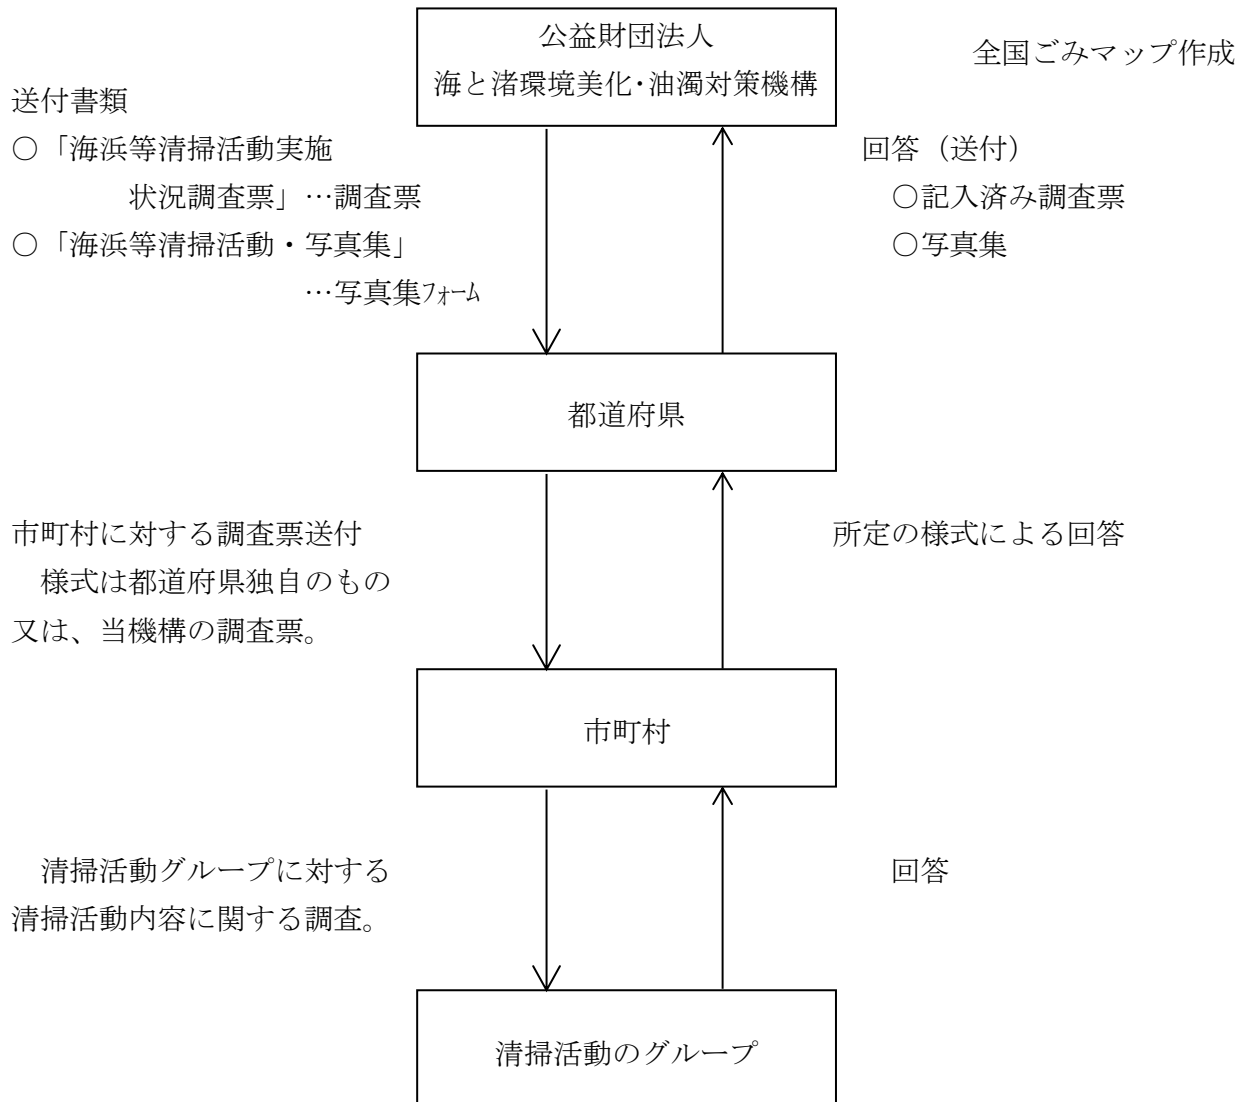 公益財団法人
海と渚環境美化・油濁対策機構
全国ごみマップ作成
送付書類
○「海浜等清掃活動実施
状況調査票」…調査票
○「海浜等清掃活動・写真集」
…写真集フォーム
回答（送付）
○記入済み調査票
○写真集
都道府県
市町村に対する調査票送付
様式は都道府県独自のもの
又は、当機構の調査票。
所定の様式による回答
市町村
清掃活動グループに対する
清掃活動内容に関する調査。
回答
清掃活動のグループ